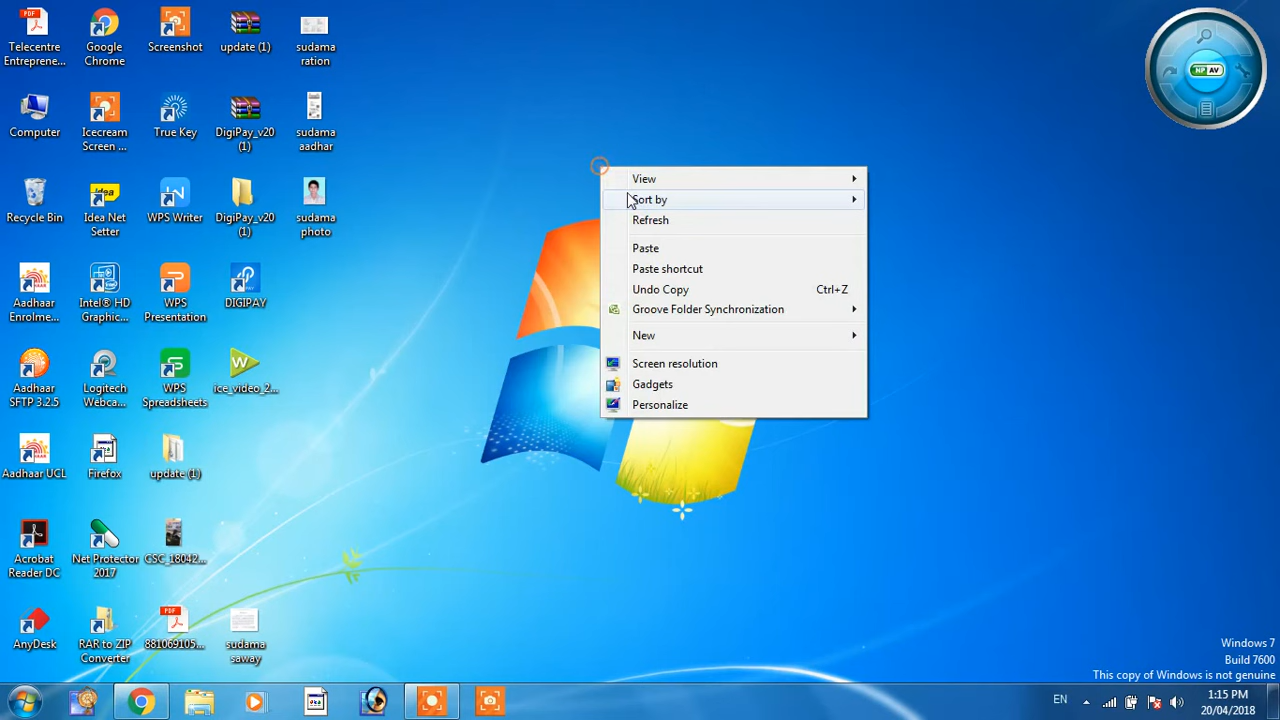 Telecentre
Entreprene...
Google
Chrome
Screenshot
update (1)
sudama
ration
Computer
Icecream
Screen ...
True Key
DigiPay_v20
(1)
sudama
aadhar
Recycle Bin
Idea Net
Setter
WPS Writer
DigiPay_v20
(1)
sudama
photo
Aadhaar
Enrolme...
Intel® HD
Graphic...
WPS
Presentation
DIGIPAY
Aadhaar
SFTP 3.2.5
Logitech
Webca...
WPS
Spreadsheets
ice_video_2...
Aadhaar UCL
Firefox
update (1)
Acrobat
Reader DC
Net Protector
2017
CSC_18042...
AnyDesk
RAR to ZIP
Converter
881069105...
sudama
saway
View
Sort by
Refresh
Paste
Paste shortcut
Undo Copy Ctrl+Z
Groove Folder Synchronization
New
Screen resolution
Gadgets
Personalize
NP AV
Windows 7
Build 7600
This copy of Windows is not genuine
EN
1:15 PM
20/04/2018